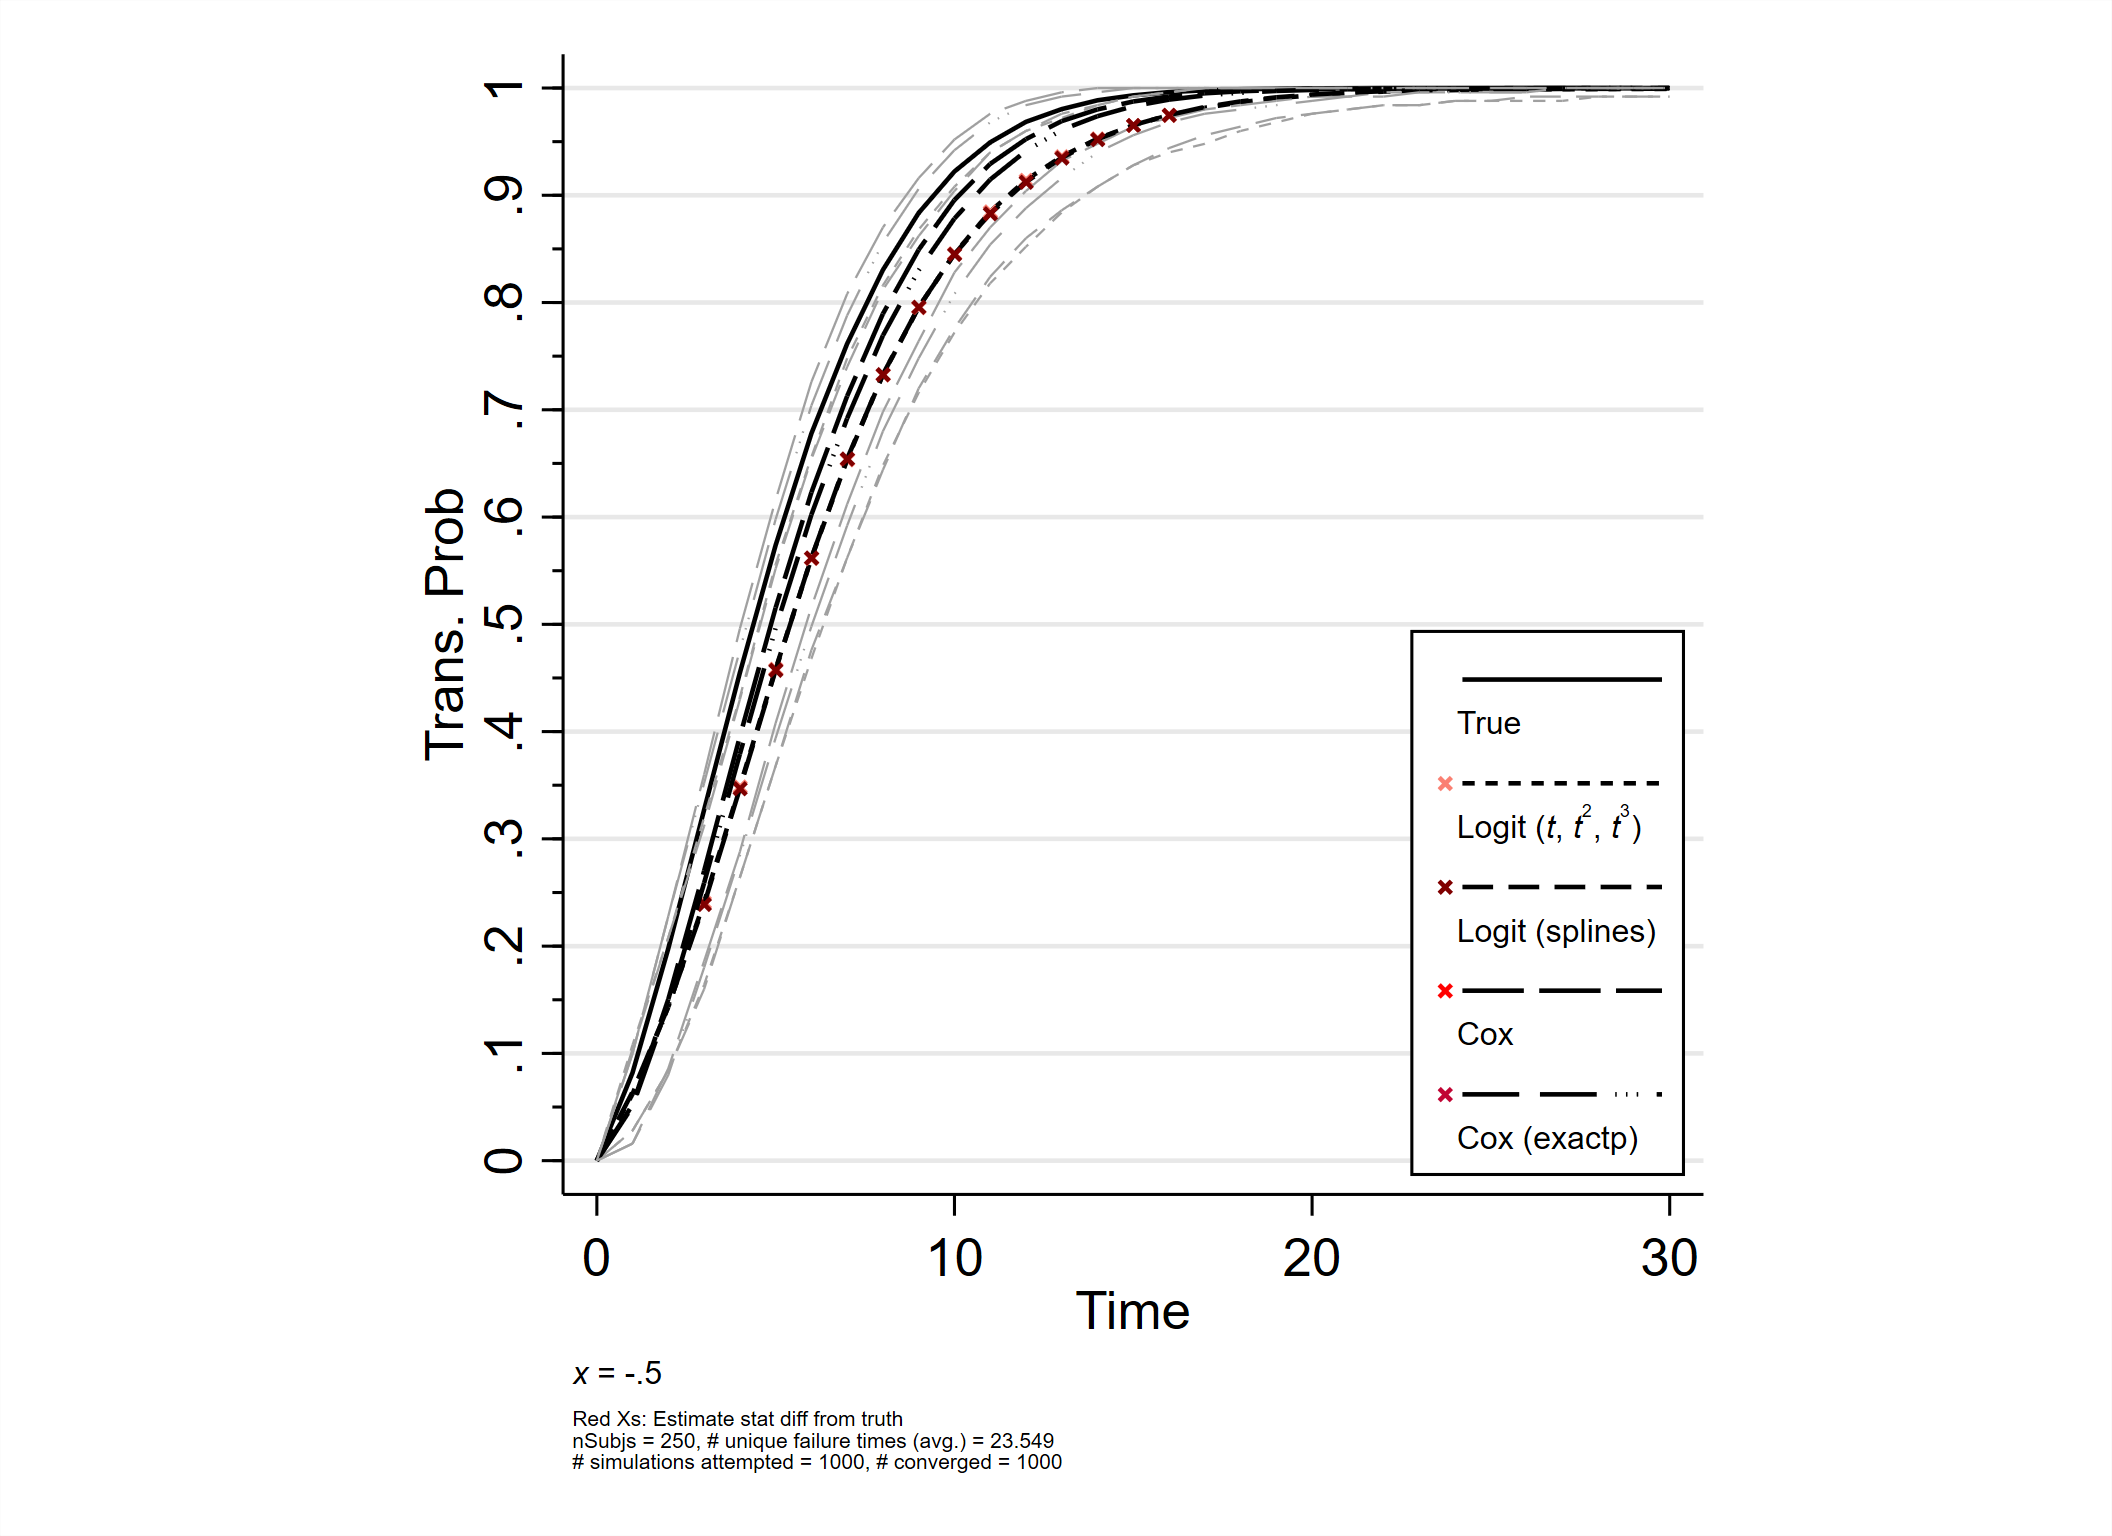 1
.9
.8
.7
.6
.5
.4
.3
.2
.1
0
Trans. Prob
True
Logit (t, t², t³)
Logit (splines)
Cox
Cox (exactp)
0 10 20 30
Time
x = -.5
Red Xs: Estimate stat diff from truth
nSubjs = 250, # unique failure times (avg.) = 23.549
# simulations attempted = 1000, # converged = 1000